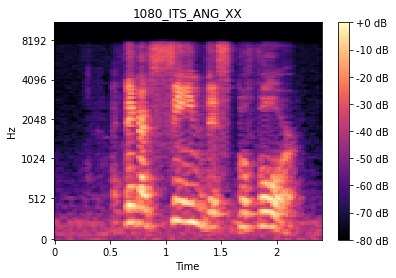 1080_ITS_ANG_XX
8192
4096
2048
1024
512
0
Hz
0
0.5
1
1.5
2
Time
+0 dB
-10 dB
-20 dB
-30 dB
-40 dB
-50 dB
-60 dB
-70 dB
-80 dB